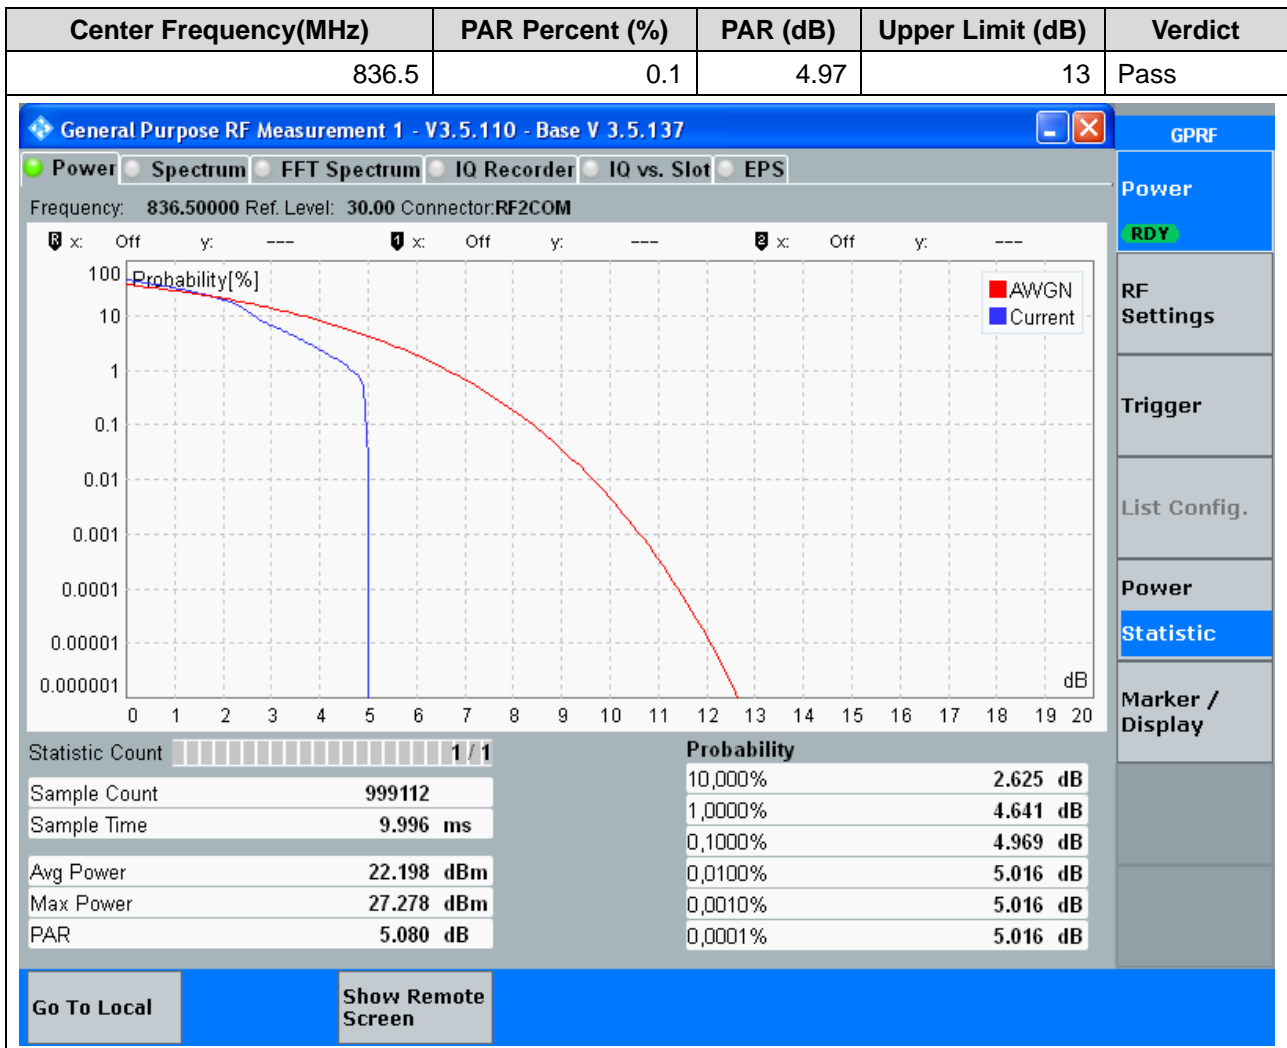 Center Frequency(MHz) PAR Percent (%) PAR (dB) Upper Limit (dB) Verdict
836.5 0.1 4.97 13 Pass
General Purpose RF Measurement 1 - V3.5.110 - Base V 3.5.137
GPRF
Power Spectrum FFT Spectrum IQ Recorder IQ vs. Slot EPS
Power
RDY
Frequency: 836.50000 Ref. Level: 30.00 Connector:RF2COM
R x: Off y: --- 1 x: Off y: --- 2 x: Off y: ---
Probability[%]
AWGN
Current
100
10
1
0.1
0.01
0.001
0.0001
0.00001
0.000001
dB
0 1 2 3 4 5 6 7 8 9 10 11 12 13 14 15 16 17 18 19 20
RF
Settings
Trigger
List Config.
Power
Statistic
Marker /
Display
Statistic Count 1 / 1
Sample Count 999112
Sample Time 9.996 ms
Avg Power 22.198 dBm
Max Power 27.278 dBm
PAR 5.080 dB
Probability
10,000% 2.625 dB
1,0000% 4.641 dB
0,1000% 4.969 dB
0,0100% 5.016 dB
0,0010% 5.016 dB
0,0001% 5.016 dB
Go To Local
Show Remote
Screen